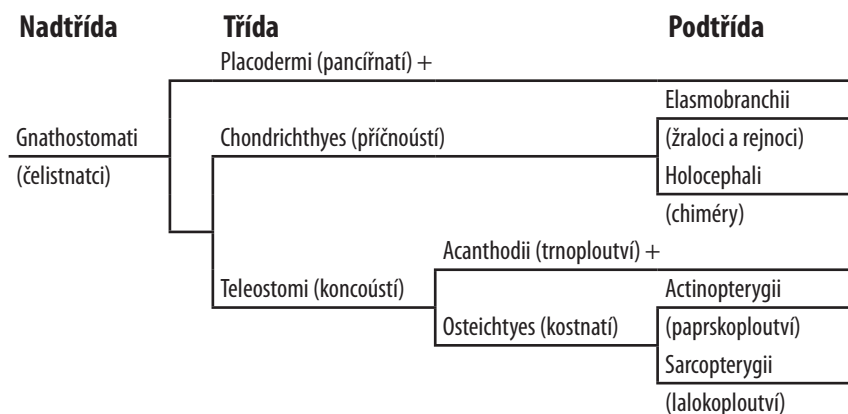 Nadtřída Třída Podtřída
Placodermi (pancířnatí) +
Elasmobranchii
Gnathostomati Chondrichthyes (příčnoústí) (žraloci a rejnoci)
(čelistnatci) Holocephali
(chiméry)
Acanthodii (trnoploutví) +
Teleostomi (koncoústí) Actinopterygii
Osteichtyes (kostnatí) (paprskoploutví)
Sarcopterygii
(lalokoploutví)